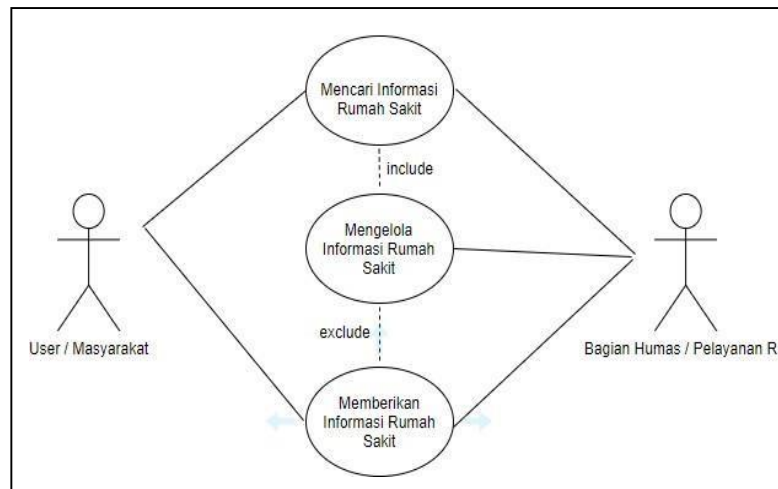 Mencari Informasi
Rumah Sakit
include
Mengelola
Informasi Rumah
Sakit
exclude
User / Masyarakat
Bagian Humas / Pelayanan R
Memberikan
Informasi Rumah
Sakit